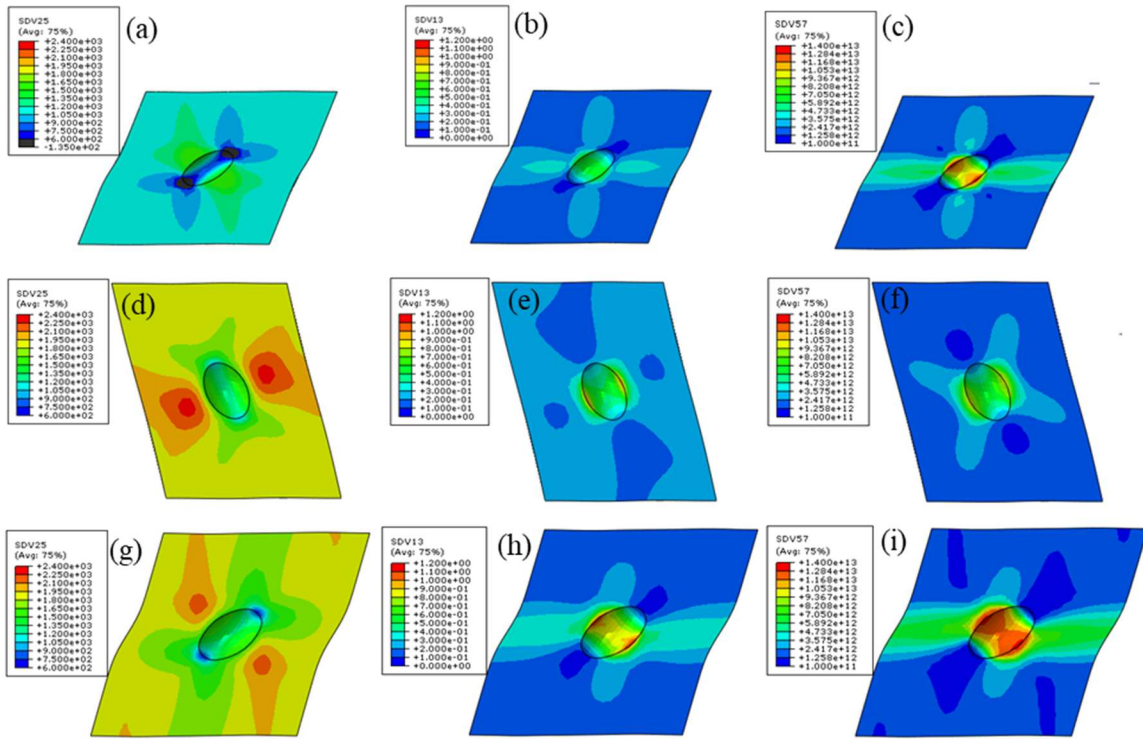 SDV25
(Avg: 75%)
+2.400e+03
+2.250e+03
+2.100e+03
+1.950e+03
+1.800e+03
+1.650e+03
+1.500e+03
+1.350e+03
+1.200e+03
+1.050e+03
+9.000e+02
+7.500e+02
+6.000e+02
-1.350e+02
(a)
SDV13
(Avg: 75%)
+1.200e+00
+1.100e+00
+1.000e+00
+9.000e-01
+8.000e-01
+7.000e-01
+6.000e-01
+5.000e-01
+4.000e-01
+3.000e-01
+2.000e-01
+1.000e-01
+0.000e+00
(b)
SDV57
(Avg: 75%)
+1.400e+13
+1.284e+13
+1.168e+13
+1.053e+13
+9.367e+12
+8.208e+12
+7.050e+12
+5.892e+12
+4.733e+12
+3.575e+12
+2.417e+12
+1.258e+12
+1.000e+11
(c)
SDV25
(Avg: 75%)
+2.400e+03
+2.250e+03
+2.100e+03
+1.950e+03
+1.800e+03
+1.650e+03
+1.500e+03
+1.350e+03
+1.200e+03
+1.050e+03
+9.000e+02
+7.500e+02
+6.000e+02
(d)
SDV13
(Avg: 75%)
+1.200e+00
+1.100e+00
+1.000e+00
+9.000e-01
+8.000e-01
+7.000e-01
+6.000e-01
+5.000e-01
+4.000e-01
+3.000e-01
+2.000e-01
+1.000e-01
+0.000e+00
(e)
SDV57
(Avg: 75%)
+1.400e+13
+1.284e+13
+1.168e+13
+1.053e+13
+9.367e+12
+8.208e+12
+7.050e+12
+5.892e+12
+4.733e+12
+3.575e+12
+2.417e+12
+1.258e+12
+1.000e+11
(f)
SDV25
(Avg: 75%)
+2.400e+03
+2.250e+03
+2.100e+03
+1.950e+03
+1.800e+03
+1.650e+03
+1.500e+03
+1.350e+03
+1.200e+03
+1.050e+03
+9.000e+02
+7.500e+02
+6.000e+02
(g)
SDV13
(Avg: 75%)
+1.200e+00
+1.100e+00
+1.000e+00
+9.000e-01
+8.000e-01
+7.000e-01
+6.000e-01
+5.000e-01
+4.000e-01
+3.000e-01
+2.000e-01
+1.000e-01
+0.000e+00
(h)
SDV57
(Avg: 75%)
+1.400e+13
+1.284e+13
+1.168e+13
+1.053e+13
+9.367e+12
+8.208e+12
+7.050e+12
+5.892e+12
+4.733e+12
+3.575e+12
+2.417e+12
+1.258e+12
+1.000e+11
(i)